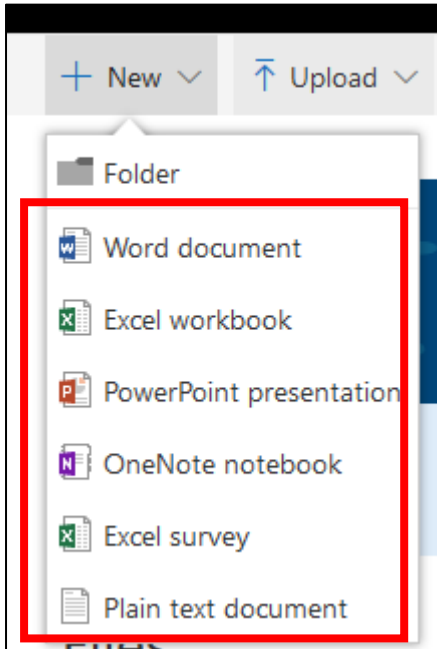 New
Upload
Folder
Word document
Excel workbook
PowerPoint presentation
OneNote notebook
Excel survey
Plain text document